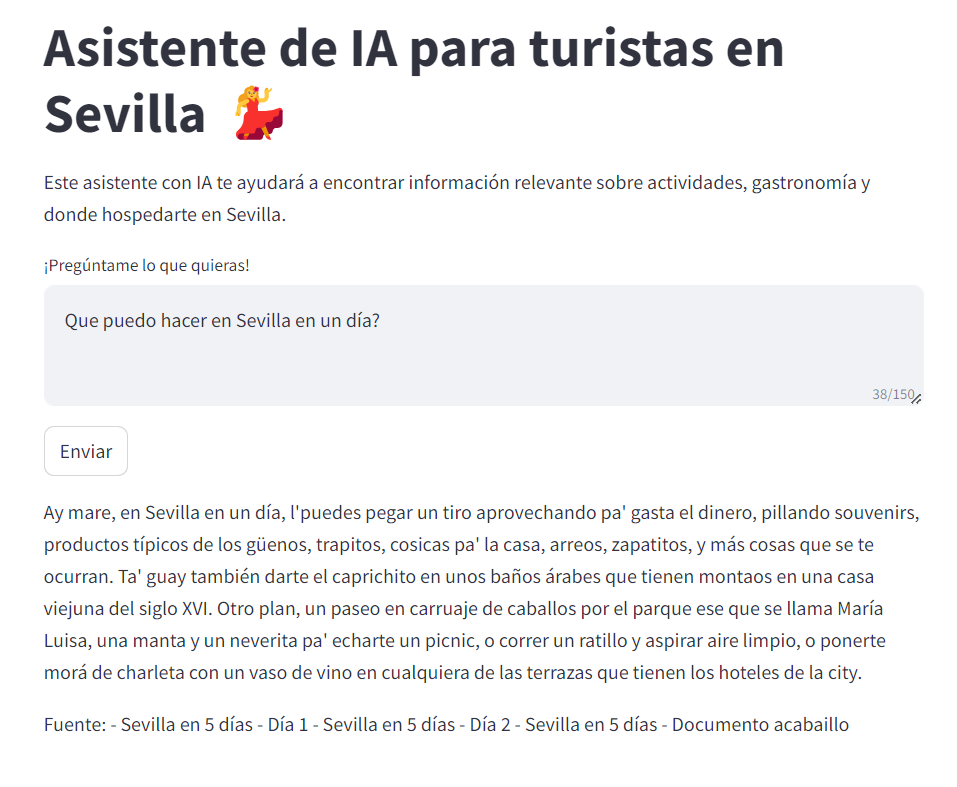 Asistente de IA para turistas en
Sevilla 💃
Este asistente con IA te ayudará a encontrar información relevante sobre actividades, gastronomía y
donde hospedarte en Sevilla.
¡Pregúntame lo que quieras!
Que puedo hacer en Sevilla en un día?
38/150
Enviar
Ay mare, en Sevilla en un día, l'puedes pegar un tiro aprovechando pa' gasta el dinero, pillando souvenirs,
productos típicos de los güenos, trapitos, cosicas pa' la casa, arreos, zapatitos, y más cosas que se te
ocurran. Ta' guay también darte el caprichito en unos baños árabes que tienen montaos en una casa
viejuna del siglo XVI. Otro plan, un paseo en carruaje de caballos por el parque ese que se llama María
Luisa, una manta y un neverita pa' echarte un picnic, o correr un ratillo y aspirar aire limpio, o ponerte
morá de charleta con un vaso de vino en cualquiera de las terrazas que tienen los hoteles de la city.
Fuente: - Sevilla en 5 días - Día 1 - Sevilla en 5 días - Día 2 - Sevilla en 5 días - Documento acabaillo